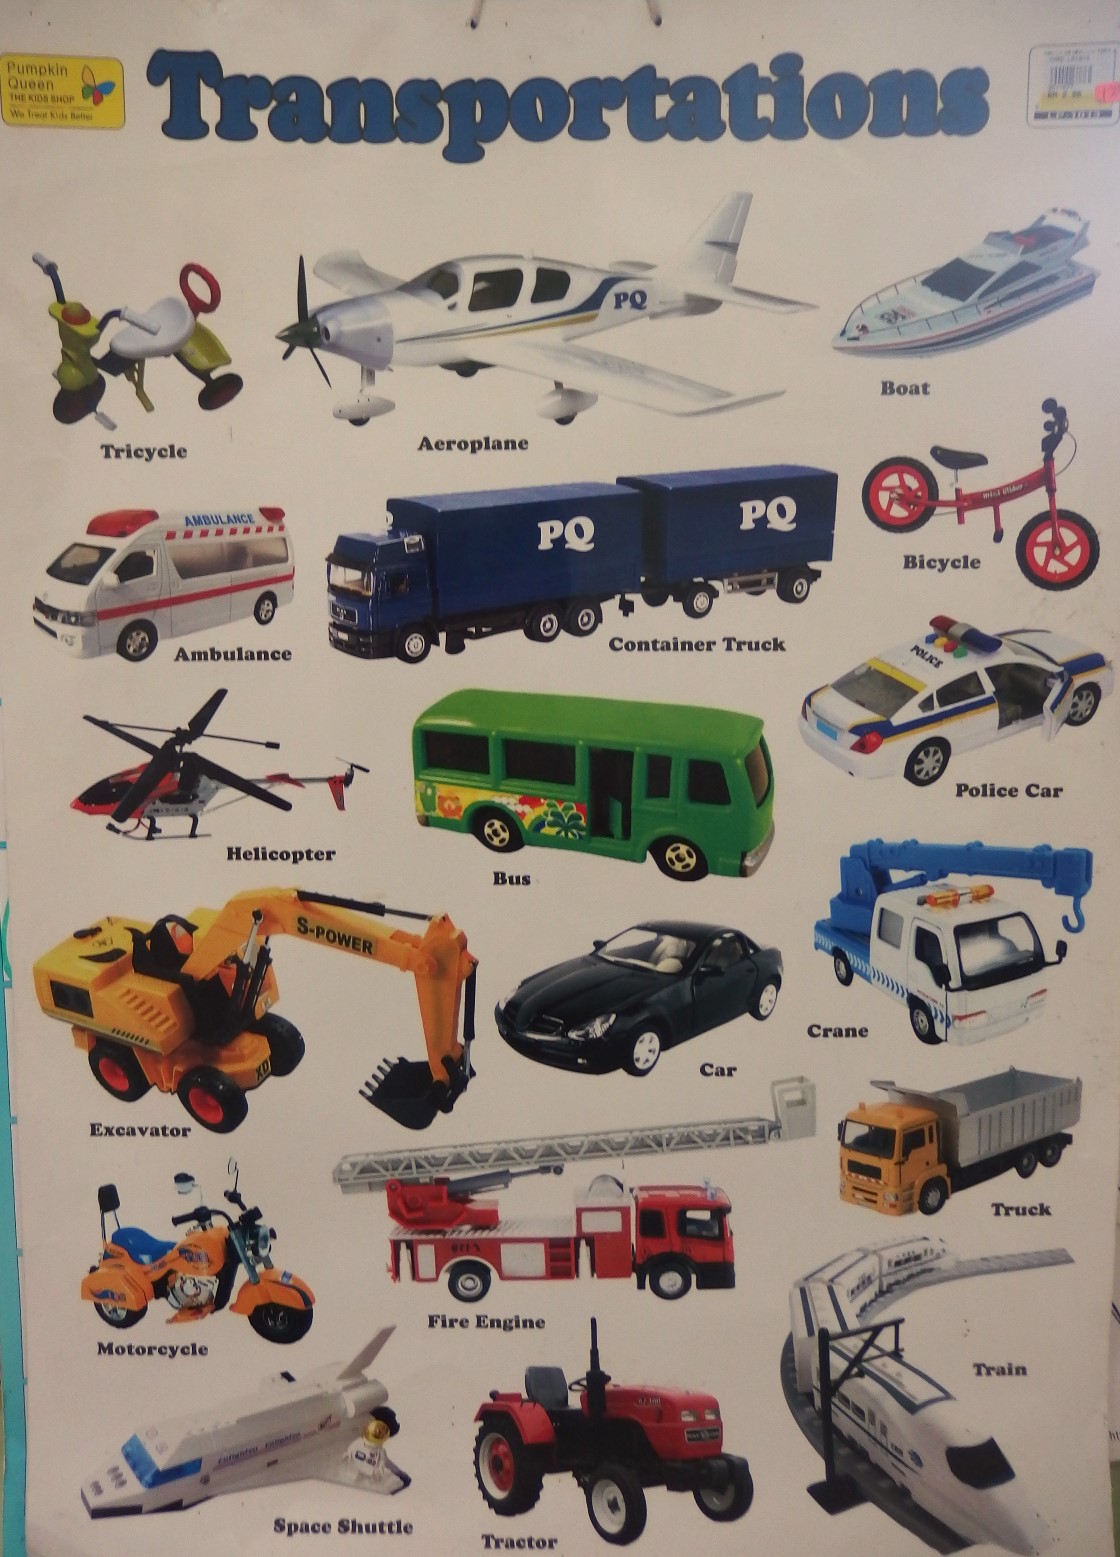 Pumpkin
Queen
THE KIDS SHOP
We Treat Kids Better
Transportations
PQ
Tricycle
Aeroplane
Boat
AMBULANCE
Ambulance
PQ
PQ
Container Truck
Bicycle
POLICE
Police Car
Helicopter
Bus
S-POWER
Excavator
Car
Crane
Truck
Motorcycle
Fire Engine
Train
Space Shuttle
Tractor